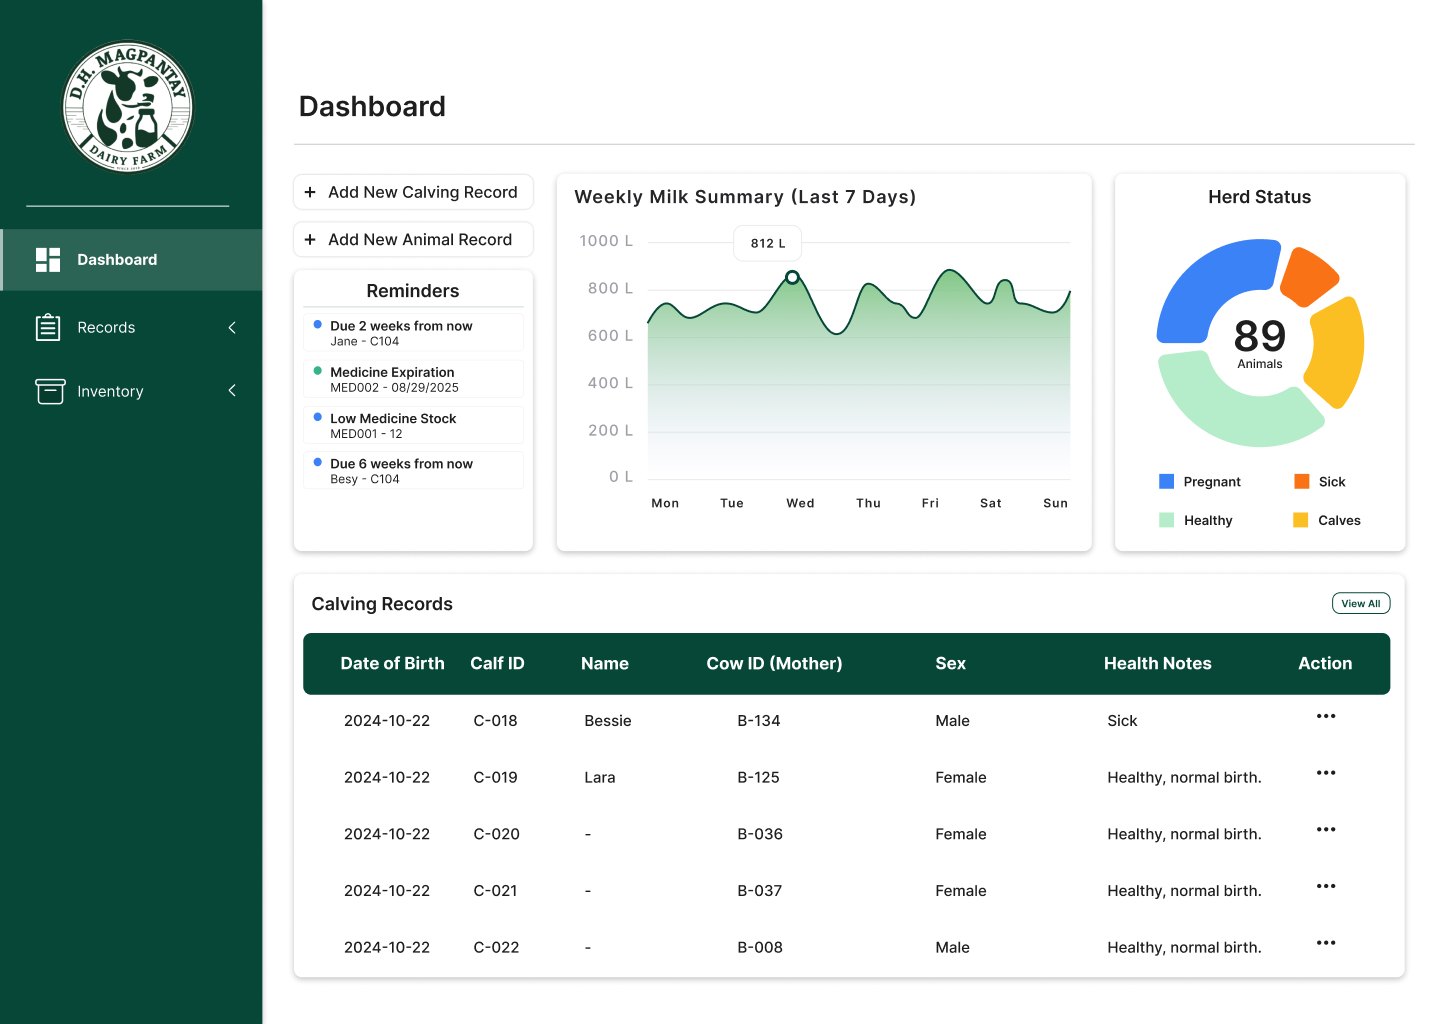 D.H. MAGPANTAY
DAIRY FARM
Dashboard
Records
Inventory
Dashboard
+ Add New Calving Record
+ Add New Animal Record
Reminders
Due 2 weeks from now
Jane - C104
Medicine Expiration
MED002 - 08/29/2025
Low Medicine Stock
MED001 - 12
Due 6 weeks from now
Besy - C104
Weekly Milk Summary (Last 7 Days)
1000 L
812 L
800 L
600 L
400 L
200 L
0 L
Mon Tue Wed Thu Fri Sat Sun
Herd Status
89
Animals
Pregnant Sick
Healthy Calves
Calving Records
View All
Date of Birth Calf ID Name Cow ID (Mother) Sex Health Notes Action
2024-10-22 C-018 Bessie B-134 Male Sick ...
2024-10-22 C-019 Lara B-125 Female Healthy, normal birth. ...
2024-10-22 C-020 - B-036 Female Healthy, normal birth. ...
2024-10-22 C-021 - B-037 Female Healthy, normal birth. ...
2024-10-22 C-022 - B-008 Male Healthy, normal birth. ...